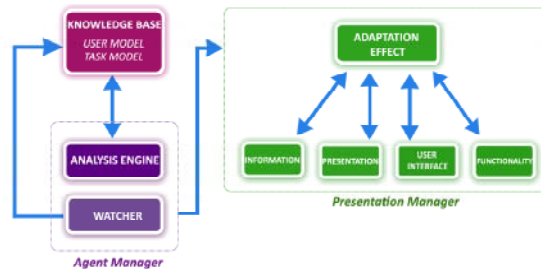 KNOWLEDGE BASE
USER MODEL
TASK MODEL
ANALYSIS ENGINE
WATCHER
Agent Manager
ADAPTATION
EFFECT
INFORMATION
PRESENTATION
USER
INTERFACE
FUNCTIONALITY
Presentation Manager